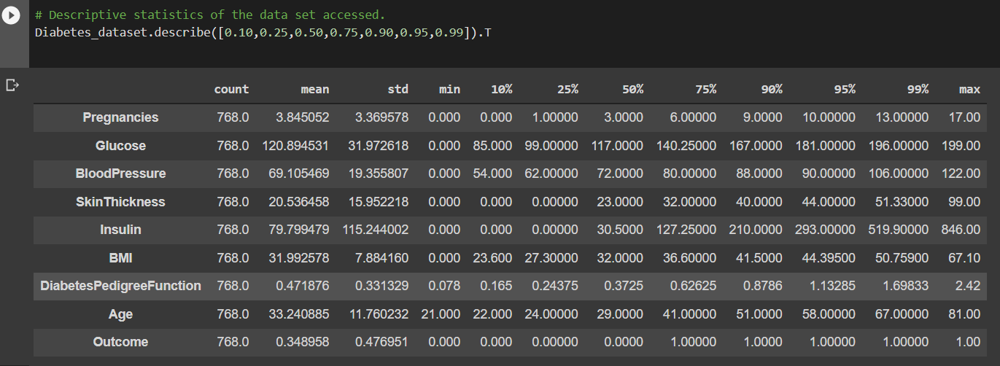 # Descriptive statistics of the data set accessed.
Diabetes_dataset.describe([0.10,0.25,0.50,0.75,0.90,0.95,0.99]).T
count mean std min 10% 25% 50% 75% 90% 95% 99% max
Pregnancies 768.0 3.845052 3.369578 0.000 0.000 1.00000 3.0000 6.00000 9.0000 10.00000 13.00000 17.00
Glucose 768.0 120.894531 31.972618 0.000 85.000 99.00000 117.0000 140.25000 167.0000 181.00000 196.00000 199.00
BloodPressure 768.0 69.105469 19.355807 0.000 54.000 62.00000 72.0000 80.00000 88.0000 90.00000 106.00000 122.00
SkinThickness 768.0 20.536458 15.952218 0.000 0.000 0.00000 23.0000 32.00000 40.0000 44.00000 51.33000 99.00
Insulin 768.0 79.799479 115.244002 0.000 0.000 0.00000 30.5000 127.25000 210.0000 293.00000 519.90000 846.00
BMI 768.0 31.992578 7.884160 0.000 23.600 27.30000 32.0000 36.60000 41.5000 44.39500 50.75900 67.10
DiabetesPedigreeFunction 768.0 0.471876 0.331329 0.078 0.165 0.24375 0.3725 0.62625 0.8786 1.13285 1.69833 2.42
Age 768.0 33.240885 11.760232 21.000 22.000 24.00000 29.0000 41.00000 51.0000 58.00000 67.00000 81.00
Outcome 768.0 0.348958 0.476951 0.000 0.000 0.00000 0.0000 1.00000 1.0000 1.00000 1.00000 1.00